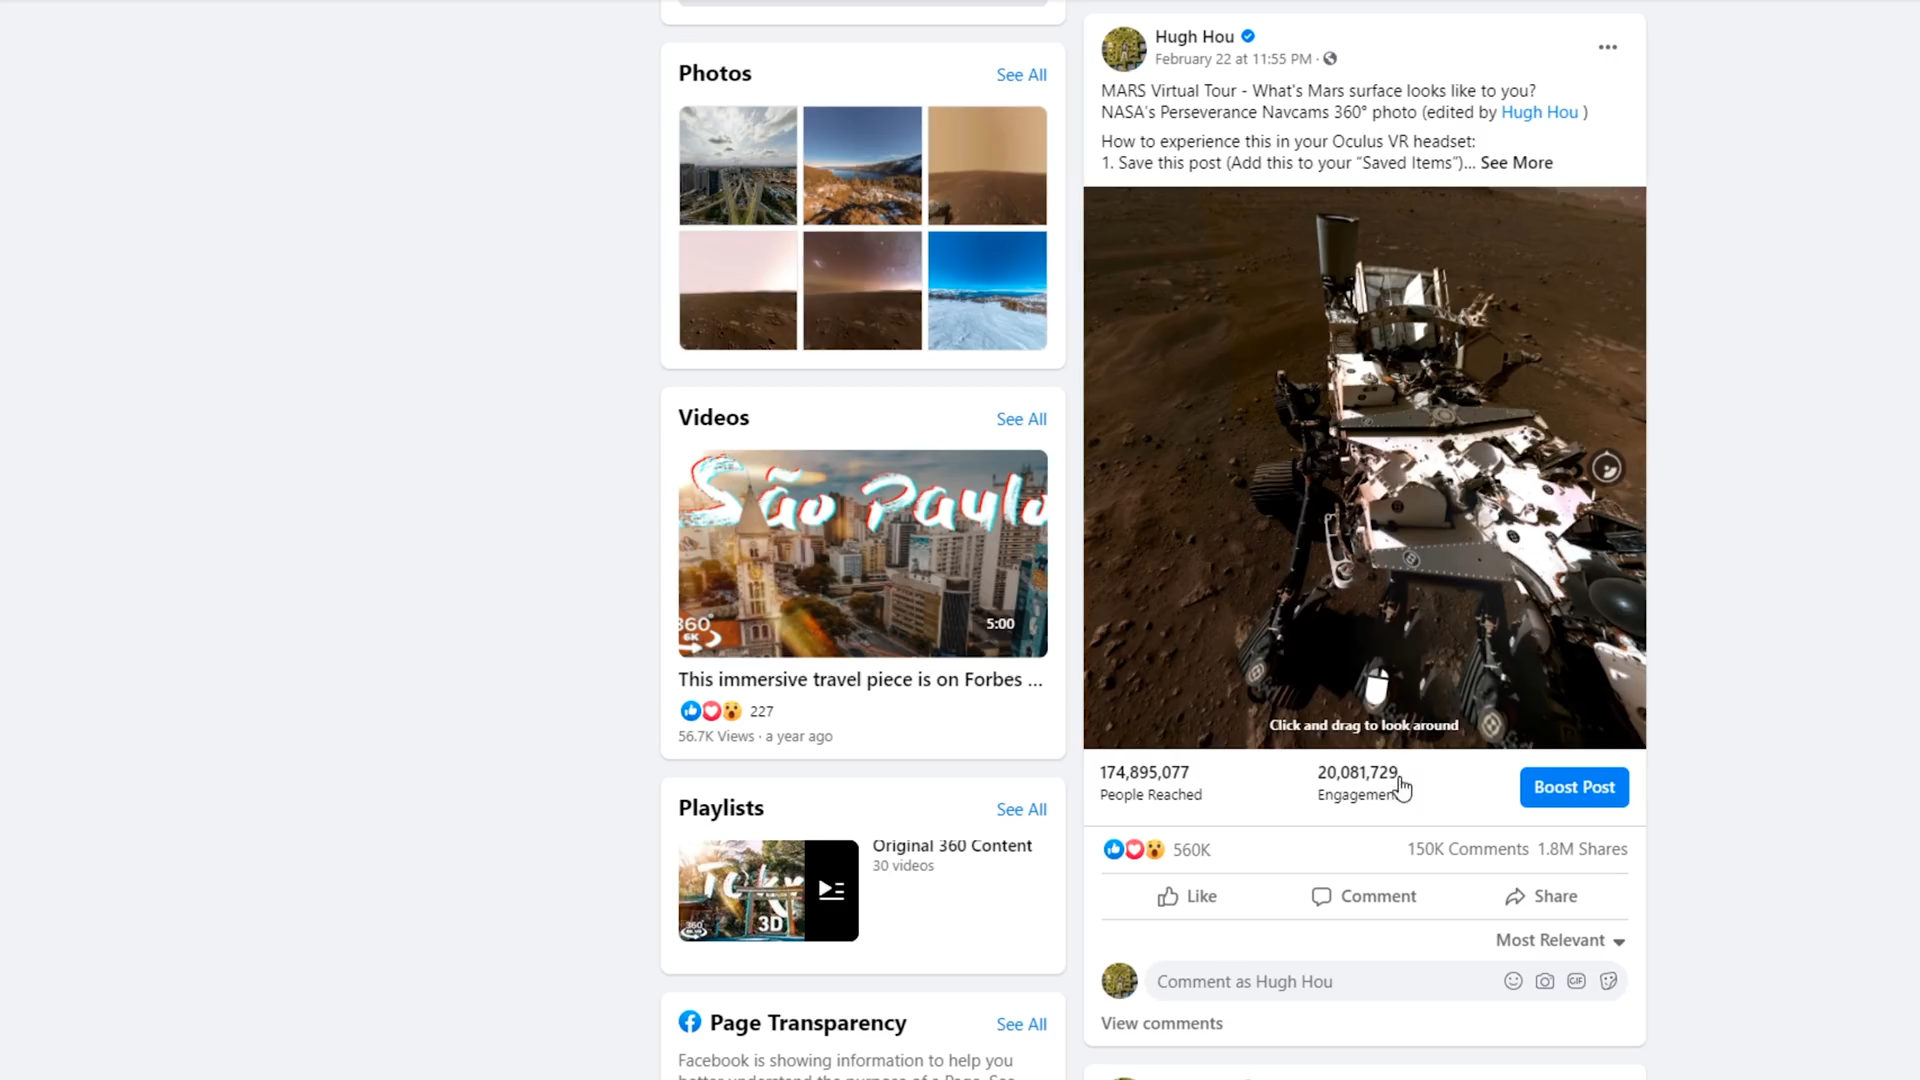 Photos
See All
Videos
See All
São Paulo
360°
6K
5:00
This immersive travel piece is on Forbes ...
227
56.7K Views · a year ago
Playlists
See All
3D
360°
Original 360 Content
30 videos
Page Transparency
See All
Facebook is showing information to help you
Hugh Hou
February 22 at 11:55 PM ·
MARS Virtual Tour - What's Mars surface looks like to you?
NASA's Perseverance Navcams 360° photo (edited by Hugh Hou )
How to experience this in your Oculus VR headset:
1. Save this post (Add this to your “Saved Items”)... See More
Click and drag to look around
174,895,077
People Reached
20,081,729
Engagemen
Boost Post
560K
150K Comments 1.8M Shares
Like
Comment
Share
Most Relevant
Comment as Hugh Hou
GIF
View comments